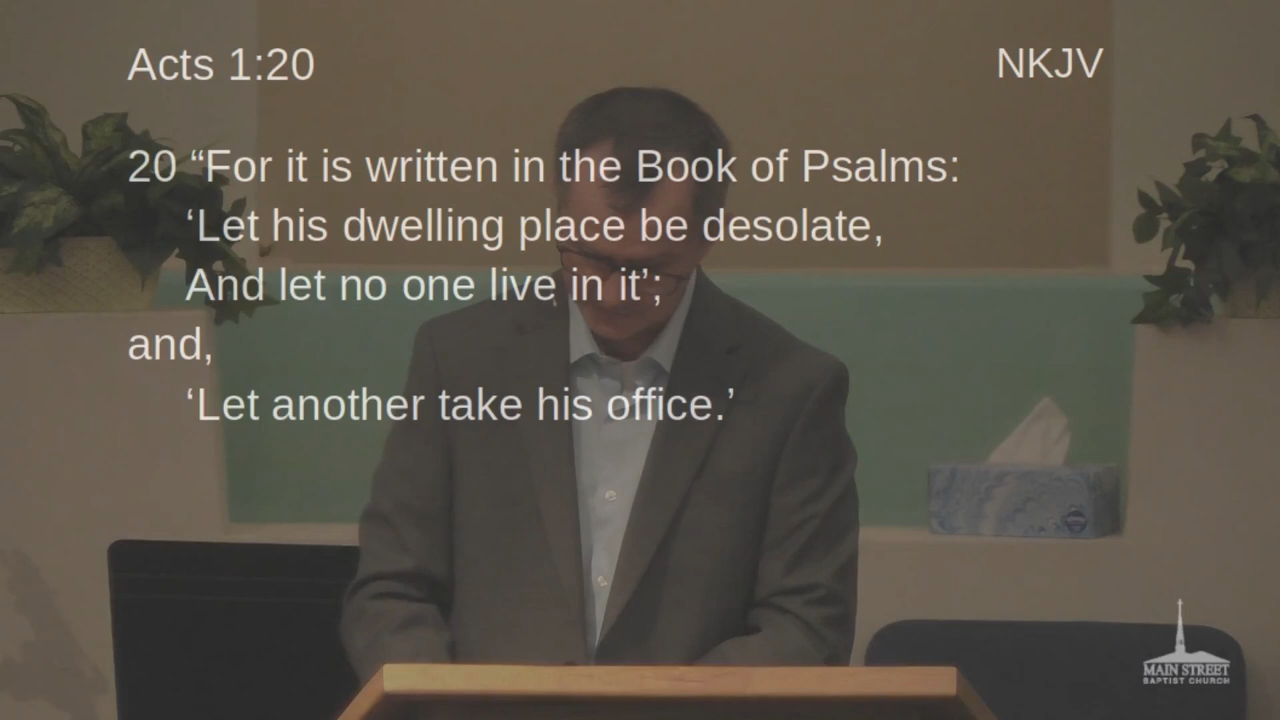 Acts 1:20
NKJV
20 “For it is written in the Book of Psalms:
‘Let his dwelling place be desolate,
And let no one live in it’;
and,
‘Let another take his office.’
MAIN STREET
BAPTIST CHURCH